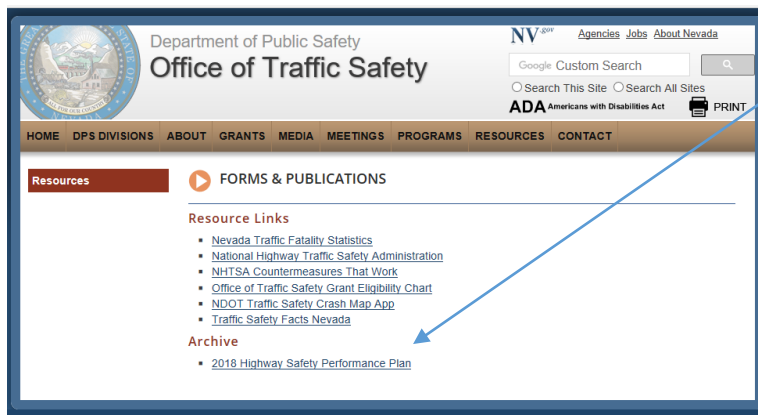 Department of Public Safety
Office of Traffic Safety
NV.gov Agencies Jobs About Nevada
Google Custom Search
Search This Site Search All Sites
ADA Americans with Disabilities Act PRINT
HOME DPS DIVISIONS ABOUT GRANTS MEDIA MEETINGS PROGRAMS RESOURCES CONTACT
Resources
FORMS & PUBLICATIONS
Resource Links
Nevada Traffic Fatality Statistics
National Highway Traffic Safety Administration
NHTSA Countermeasures That Work
Office of Traffic Safety Grant Eligibility Chart
NDOT Traffic Safety Crash Map App
Traffic Safety Facts Nevada
Archive
2018 Highway Safety Performance Plan